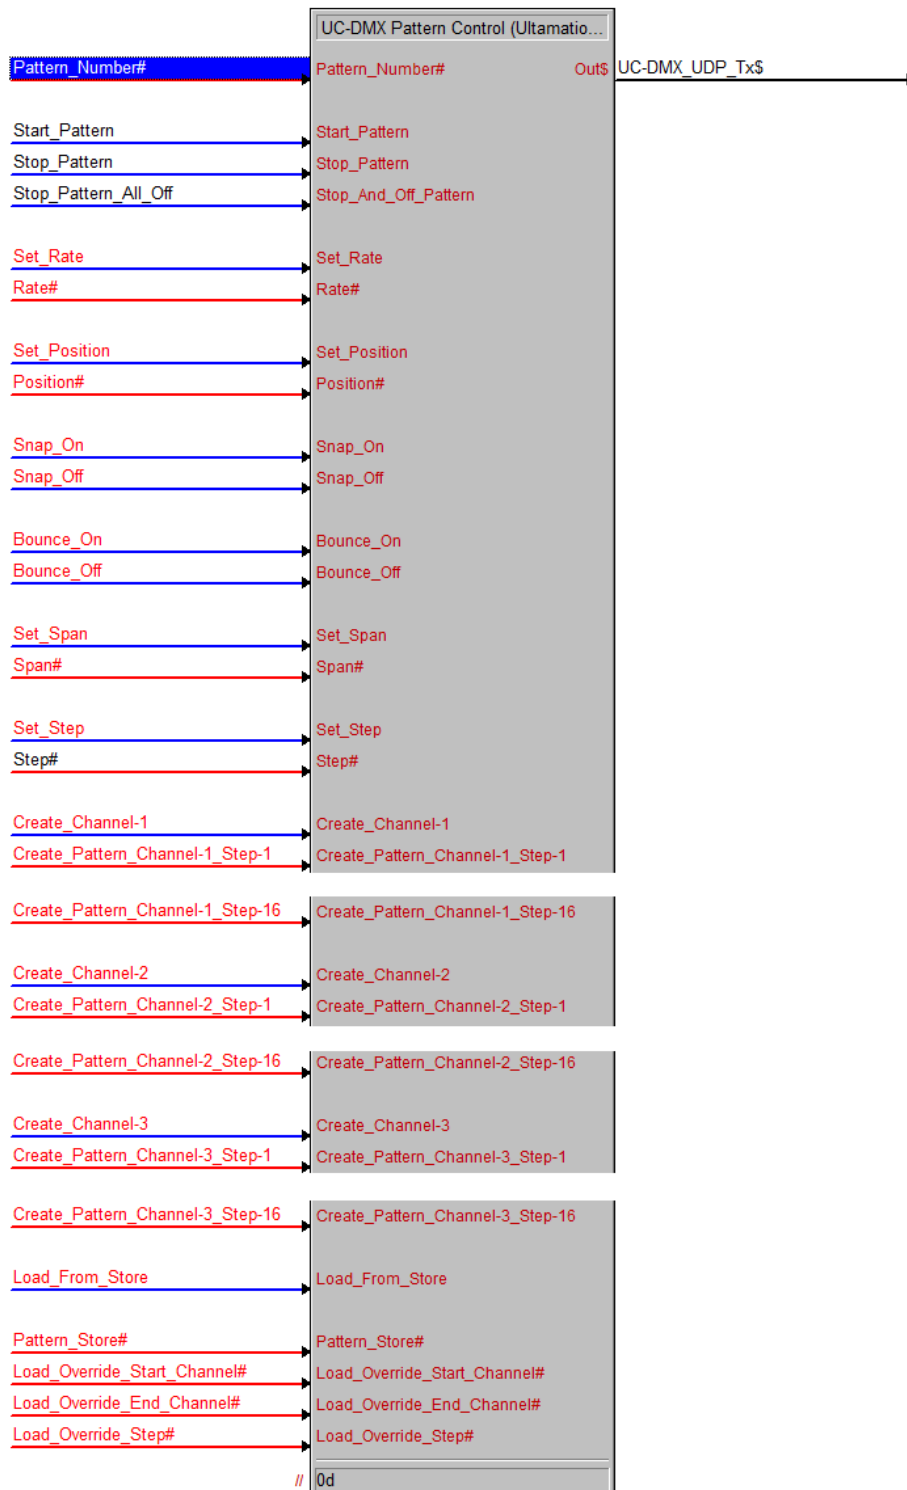 UC-DMX Pattern Control (Ultamatio...
Pattern_Number# Pattern_Number# Out$ UC-DMX_UDP_Tx$
Start_Pattern Start_Pattern
Stop_Pattern Stop_Pattern
Stop_Pattern_All_Off Stop_And_Off_Pattern
Set_Rate Set_Rate
Rate# Rate#
Set_Position Set_Position
Position# Position#
Snap_On Snap_On
Snap_Off Snap_Off
Bounce_On Bounce_On
Bounce_Off Bounce_Off
Set_Span Set_Span
Span# Span#
Set_Step Set_Step
Step# Step#
Create_Channel-1 Create_Channel-1
Create_Pattern_Channel-1_Step-1 Create_Pattern_Channel-1_Step-1
Create_Pattern_Channel-1_Step-16 Create_Pattern_Channel-1_Step-16
Create_Channel-2 Create_Channel-2
Create_Pattern_Channel-2_Step-1 Create_Pattern_Channel-2_Step-1
Create_Pattern_Channel-2_Step-16 Create_Pattern_Channel-2_Step-16
Create_Channel-3 Create_Channel-3
Create_Pattern_Channel-3_Step-1 Create_Pattern_Channel-3_Step-1
Create_Pattern_Channel-3_Step-16 Create_Pattern_Channel-3_Step-16
Load_From_Store Load_From_Store
Pattern_Store# Pattern_Store#
Load_Override_Start_Channel# Load_Override_Start_Channel#
Load_Override_End_Channel# Load_Override_End_Channel#
Load_Override_Step# Load_Override_Step#
// 0d